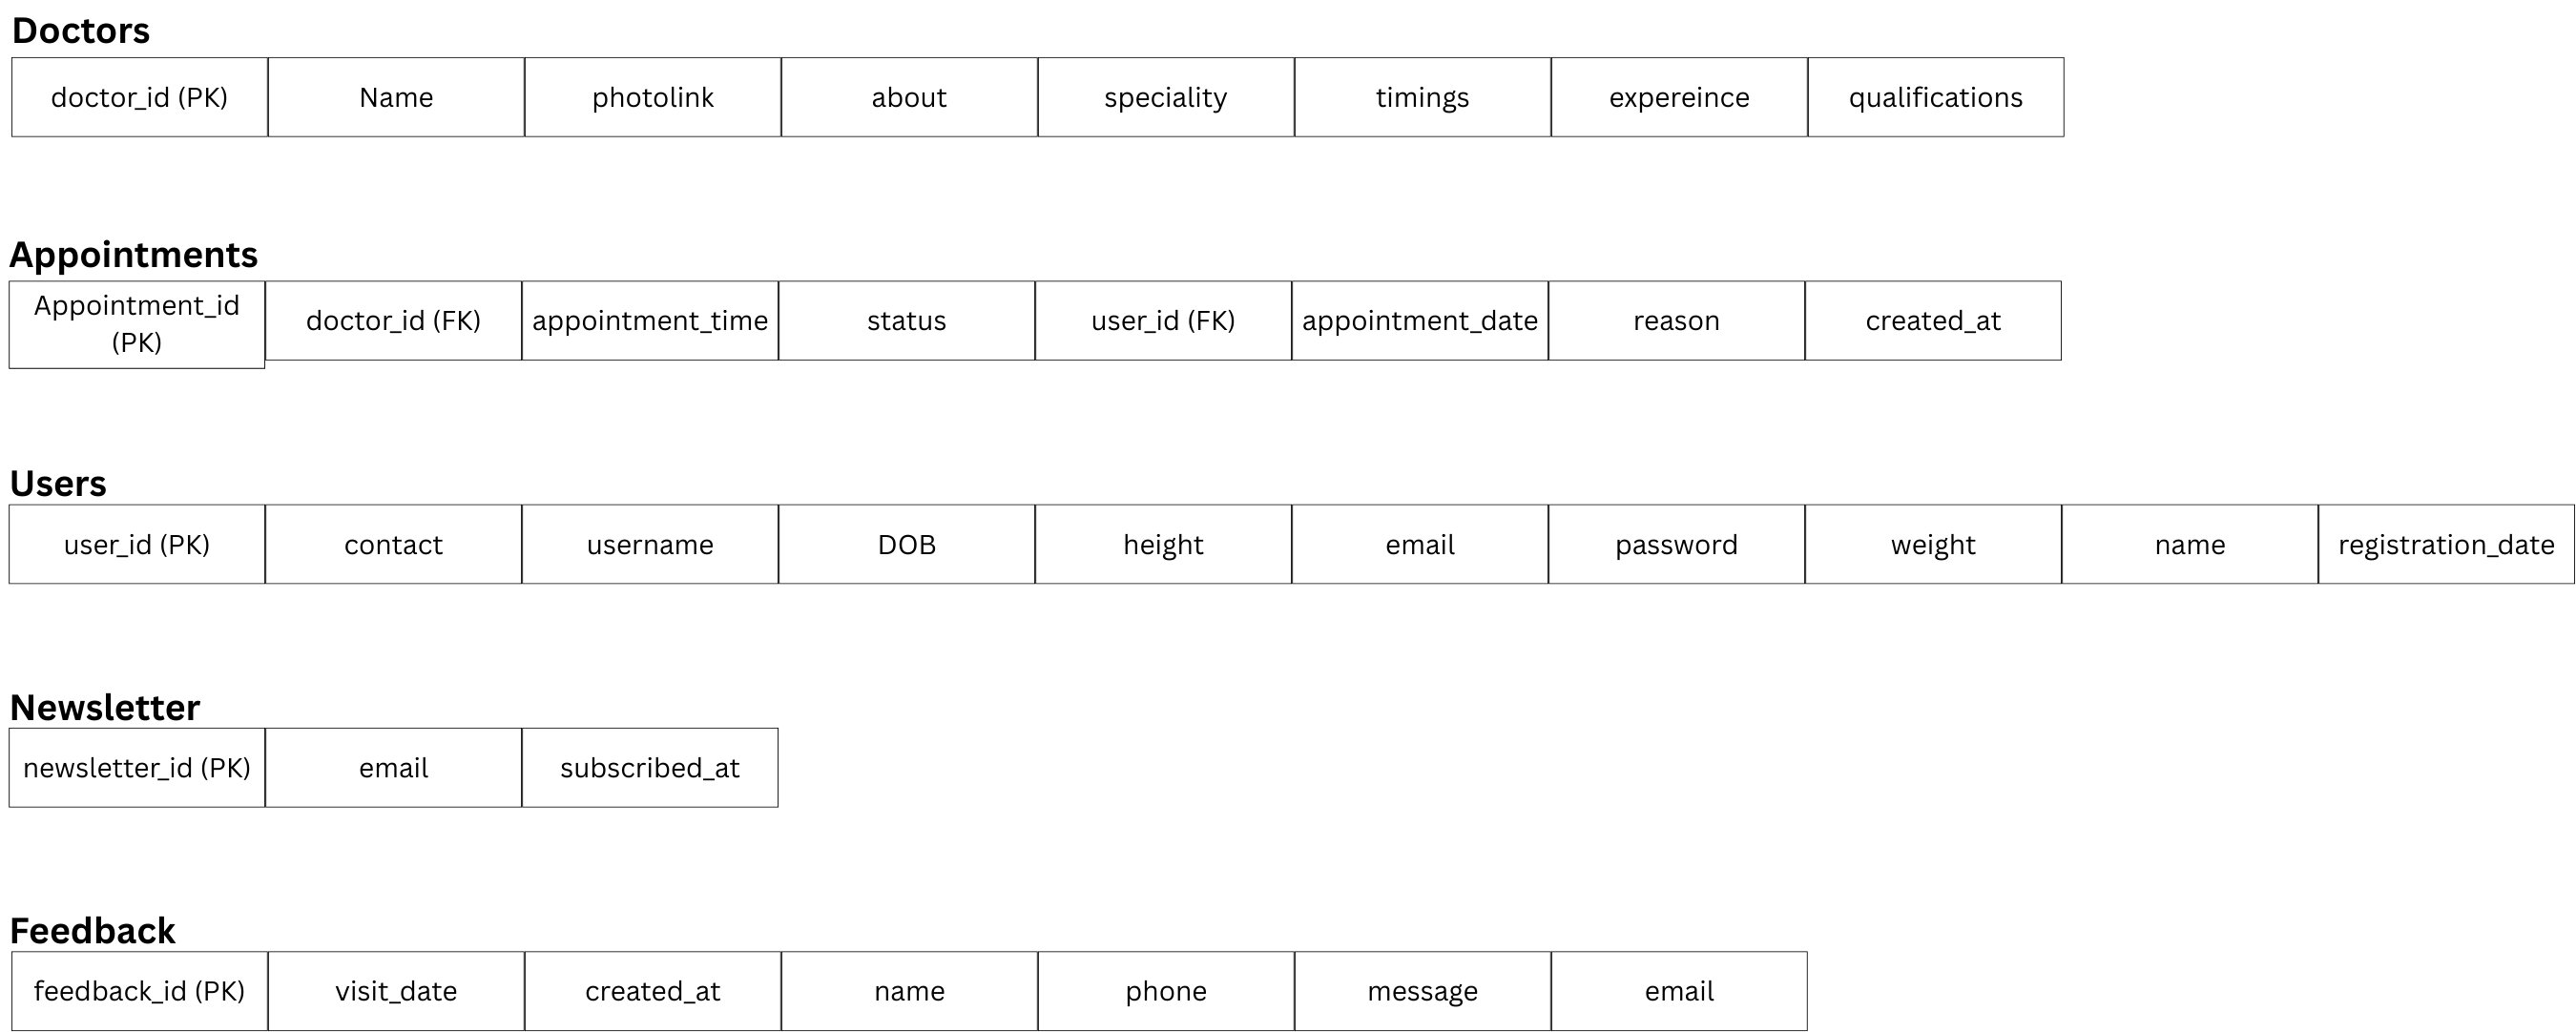 Doctors
doctor_id (PK) Name photolink about speciality timings expereince qualifications
Appointments
Appointment_id
(PK) doctor_id (FK) appointment_time status user_id (FK) appointment_date reason created_at
Users
user_id (PK) contact username DOB height email password weight name registration_date
Newsletter
newsletter_id (PK) email subscribed_at
Feedback
feedback_id (PK) visit_date created_at name phone message email